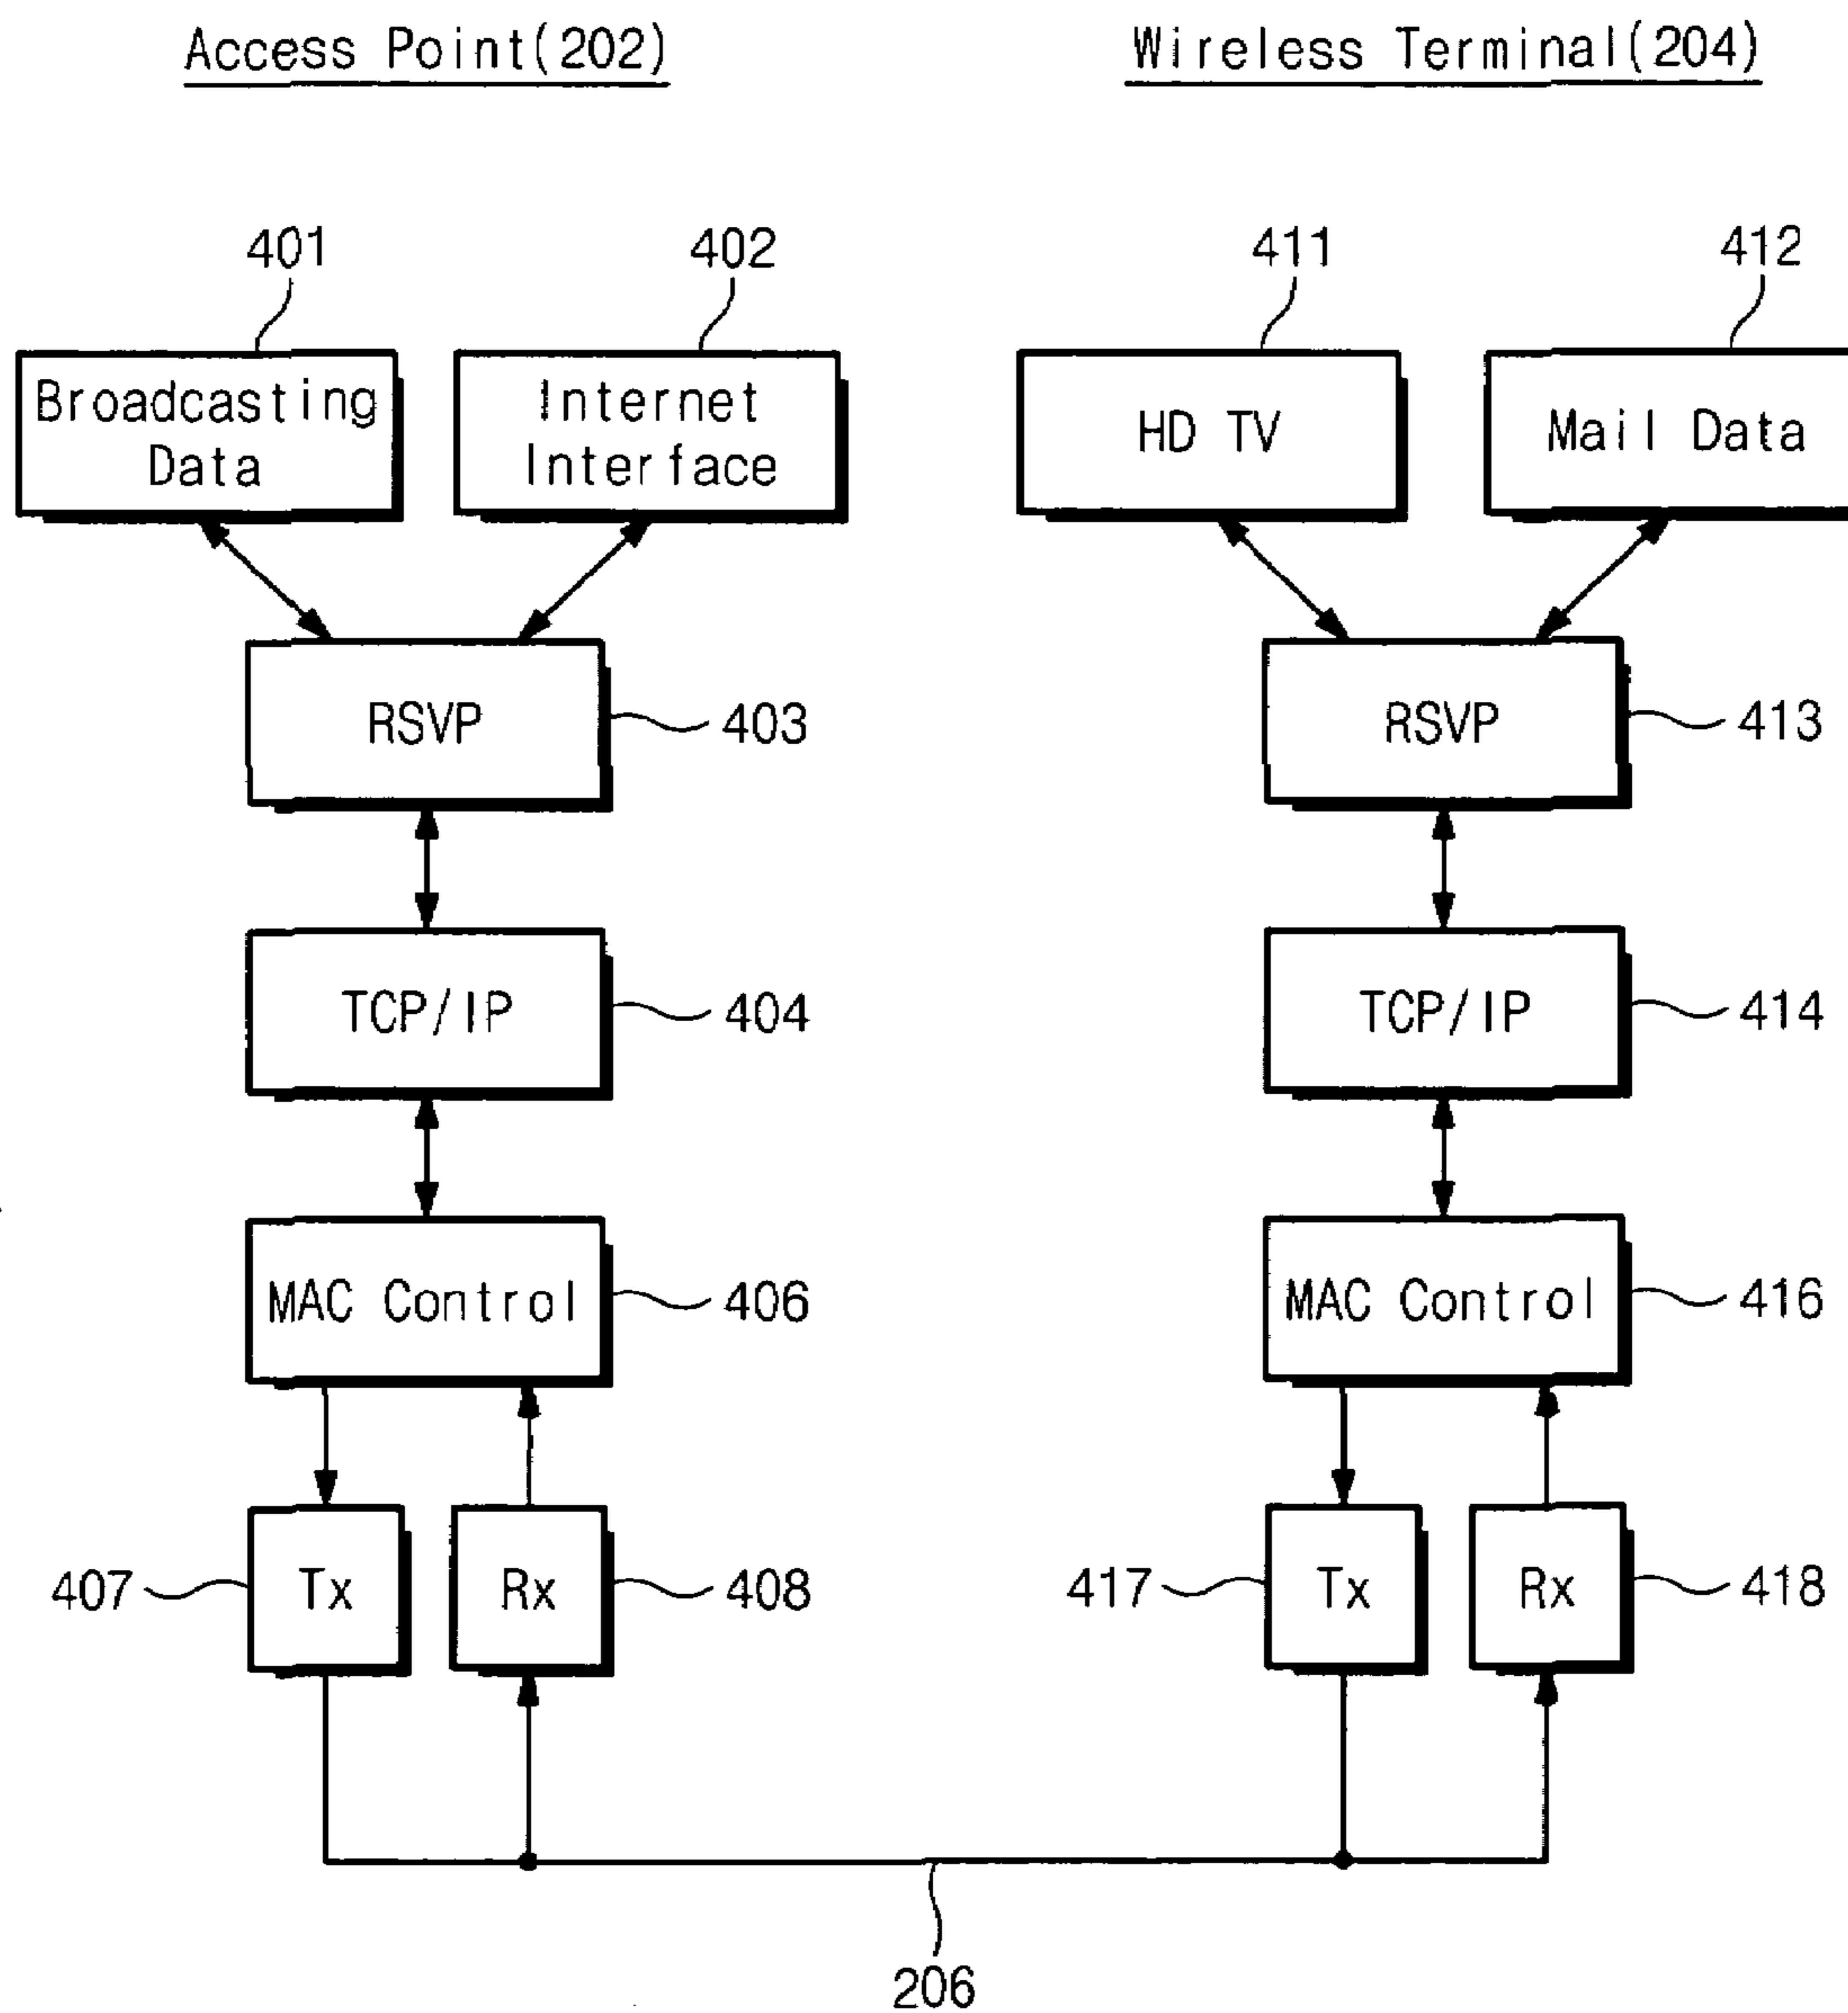 Access Point(202)
Wireless Terminal(204)
401
402
411
412
Broadcasting
Data
Internet
Interface
HD TV
Mail Data
RSVP
403
RSVP
413
TCP/IP
404
TCP/IP
414
MAC Control
406
MAC Control
416
407
Tx
Rx
408
417
Tx
Rx
418
206